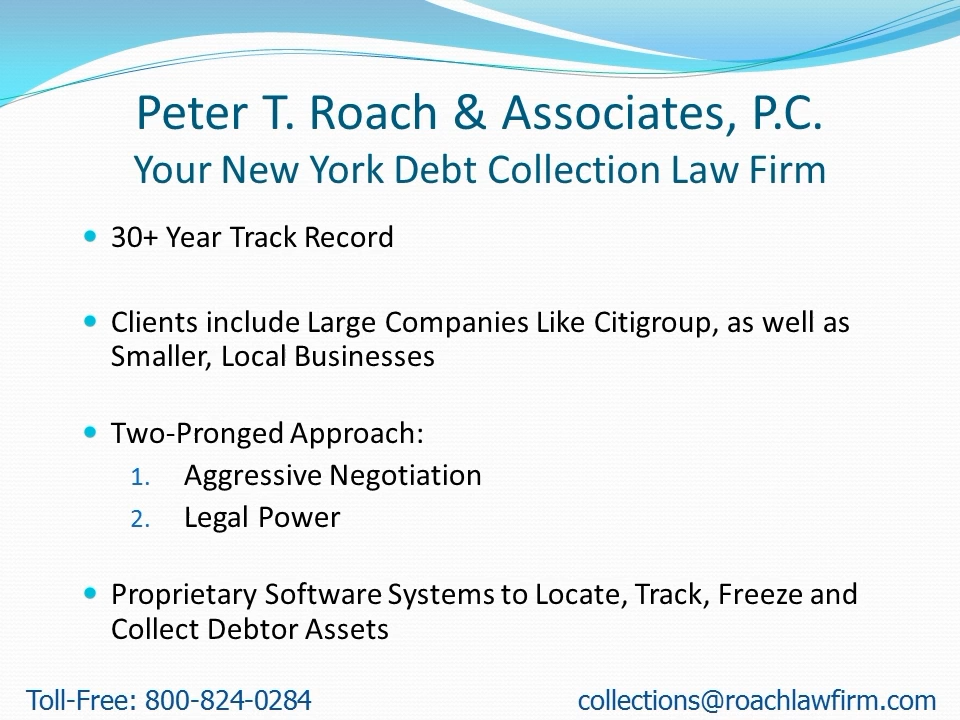 Peter T. Roach & Associates, P.C.
Your New York Debt Collection Law Firm
• 30+ Year Track Record
• Clients include Large Companies Like Citigroup, as well as
Smaller, Local Businesses
• Two-Pronged Approach:
1. Aggressive Negotiation
2. Legal Power
• Proprietary Software Systems to Locate, Track, Freeze and
Collect Debtor Assets
Toll-Free: 800-824-0284
collections@roachlawfirm.com